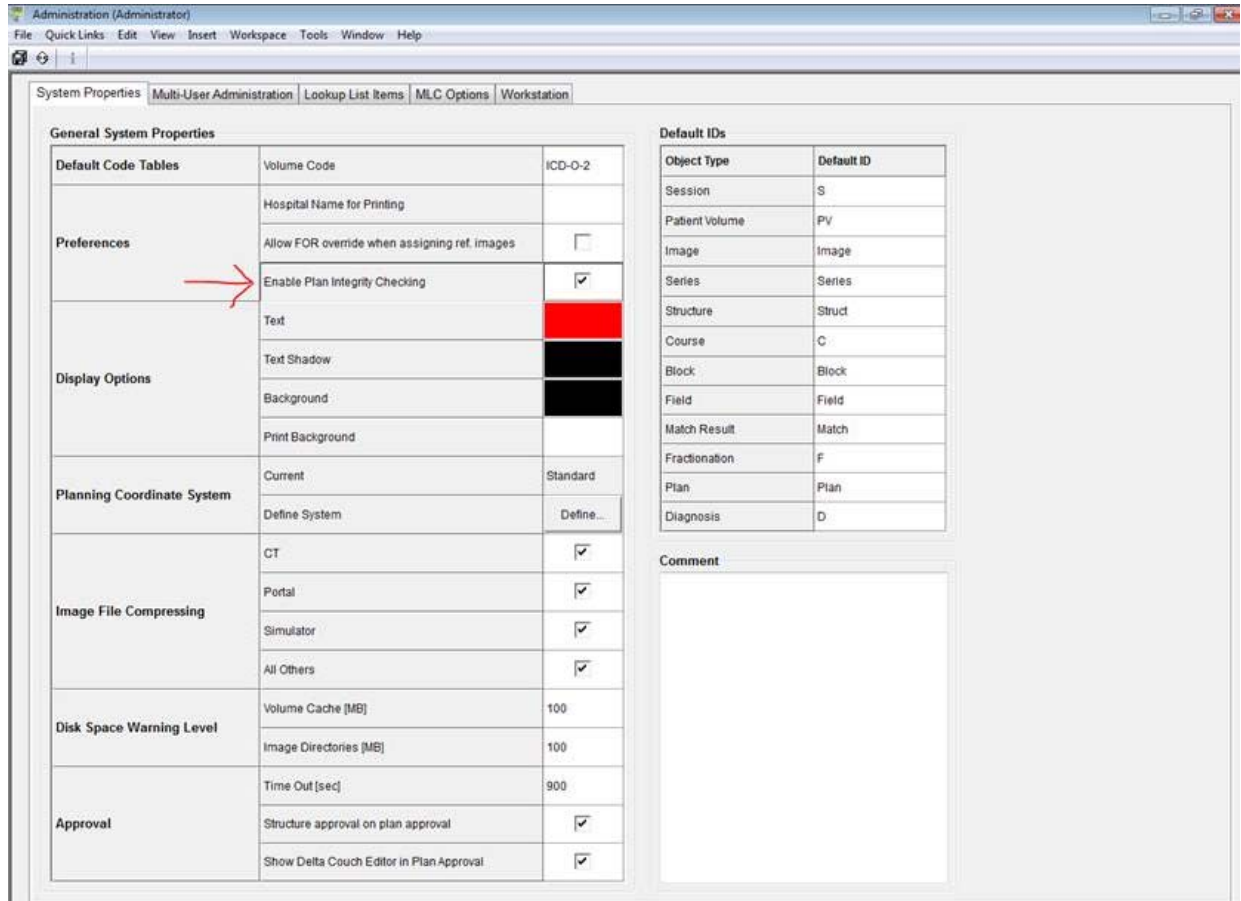 Administration (Administrator)
File Quick Links Edit View Insert Workspace Tools Window Help
System Properties Multi-User Administration Lookup List Items MLC Options Workstation
General System Properties
Default Code Tables Volume Code ICD-O-2
Preferences
Hospital Name for Printing
Allow FOR override when assigning ref. images
Enable Plan Integrity Checking
Display Options
Text
Text Shadow
Background
Print Background
Planning Coordinate System
Current Standard
Define System Define...
Image File Compressing
CT
Portal
Simulator
All Others
Disk Space Warning Level
Volume Cache [MB] 100
Image Directories [MB] 100
Approval
Time Out [sec] 900
Structure approval on plan approval
Show Delta Couch Editor in Plan Approval
Default IDs
Object Type Default ID
Session S
Patient Volume PV
Image Image
Series Series
Structure Struct
Course C
Block Block
Field Field
Match Result Match
Fractionation F
Plan Plan
Diagnosis D
Comment